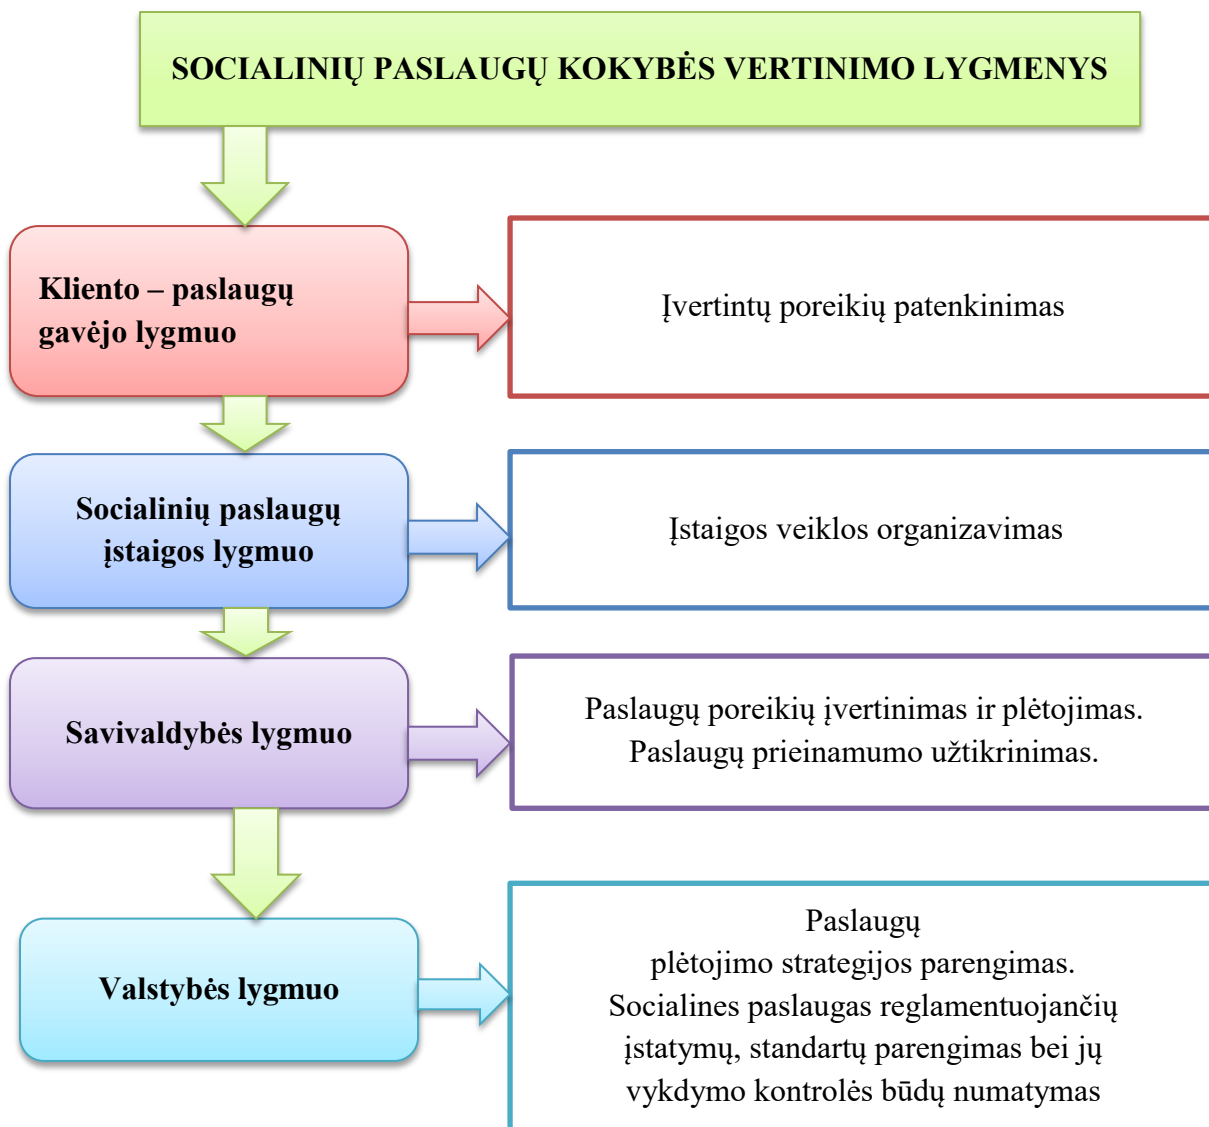 SOCIALINIŲ PASLAUGŲ KOKYBĖS VERTINIMO LYGMENYS
Kliento – paslaugų
gavėjo lygmuo
Įvertintų poreikių patenkinimas
Socialinių paslaugų
įstaigos lygmuo
Įstaigos veiklos organizavimas
Savivaldybės lygmuo
Paslaugų poreikių įvertinimas ir plėtojimas.
Paslaugų prieinamumo užtikrinimas.
Valstybės lygmuo
Paslaugų
plėtojimo strategijos parengimas.
Socialines paslaugas reglamentuojančių
įstatymų, standartų parengimas bei jų
vykdymo kontrolės būdų numatymas